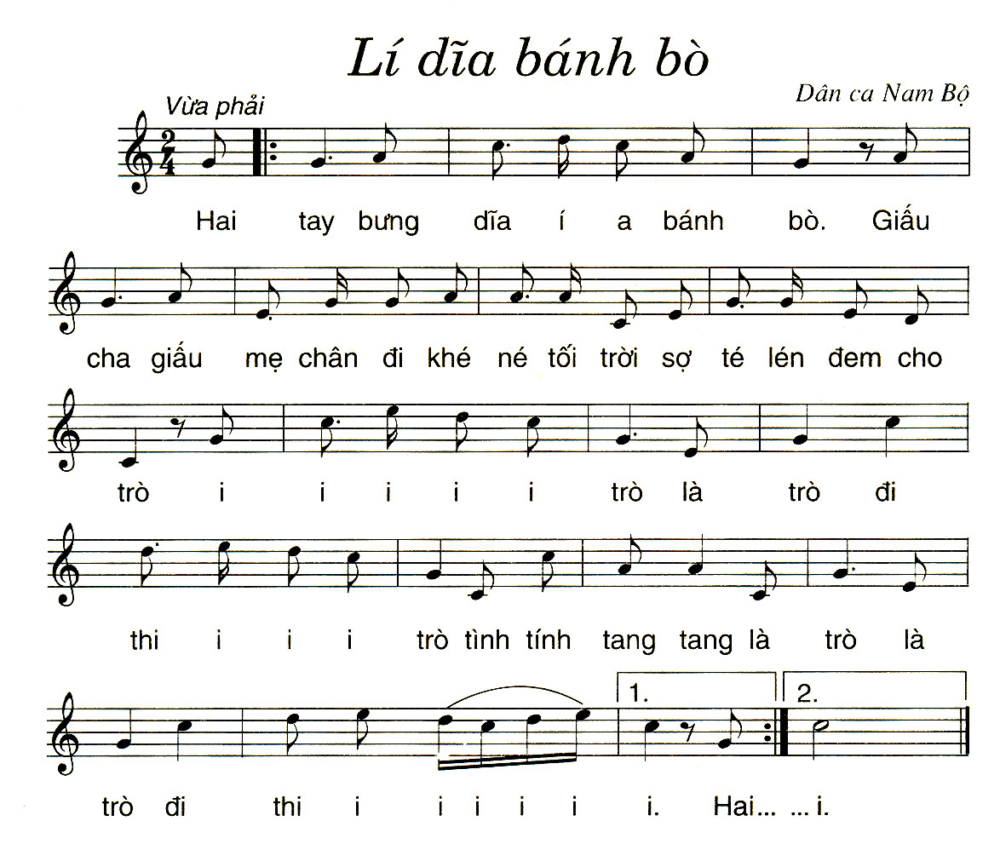 Lí dĩa bánh bò
Dân ca Nam Bộ
Vừa phải
2
4
Hai tay bưng dĩa í a bánh bò. Giấu
cha giấu mẹ chân đi khé né tối trời sợ té lén đem cho
trò i i i i i trò là trò đi
thi i i i trò tình tính tang tang là trò là
1. 2.
trò đi thi i i i i i i. Hai... ... i.